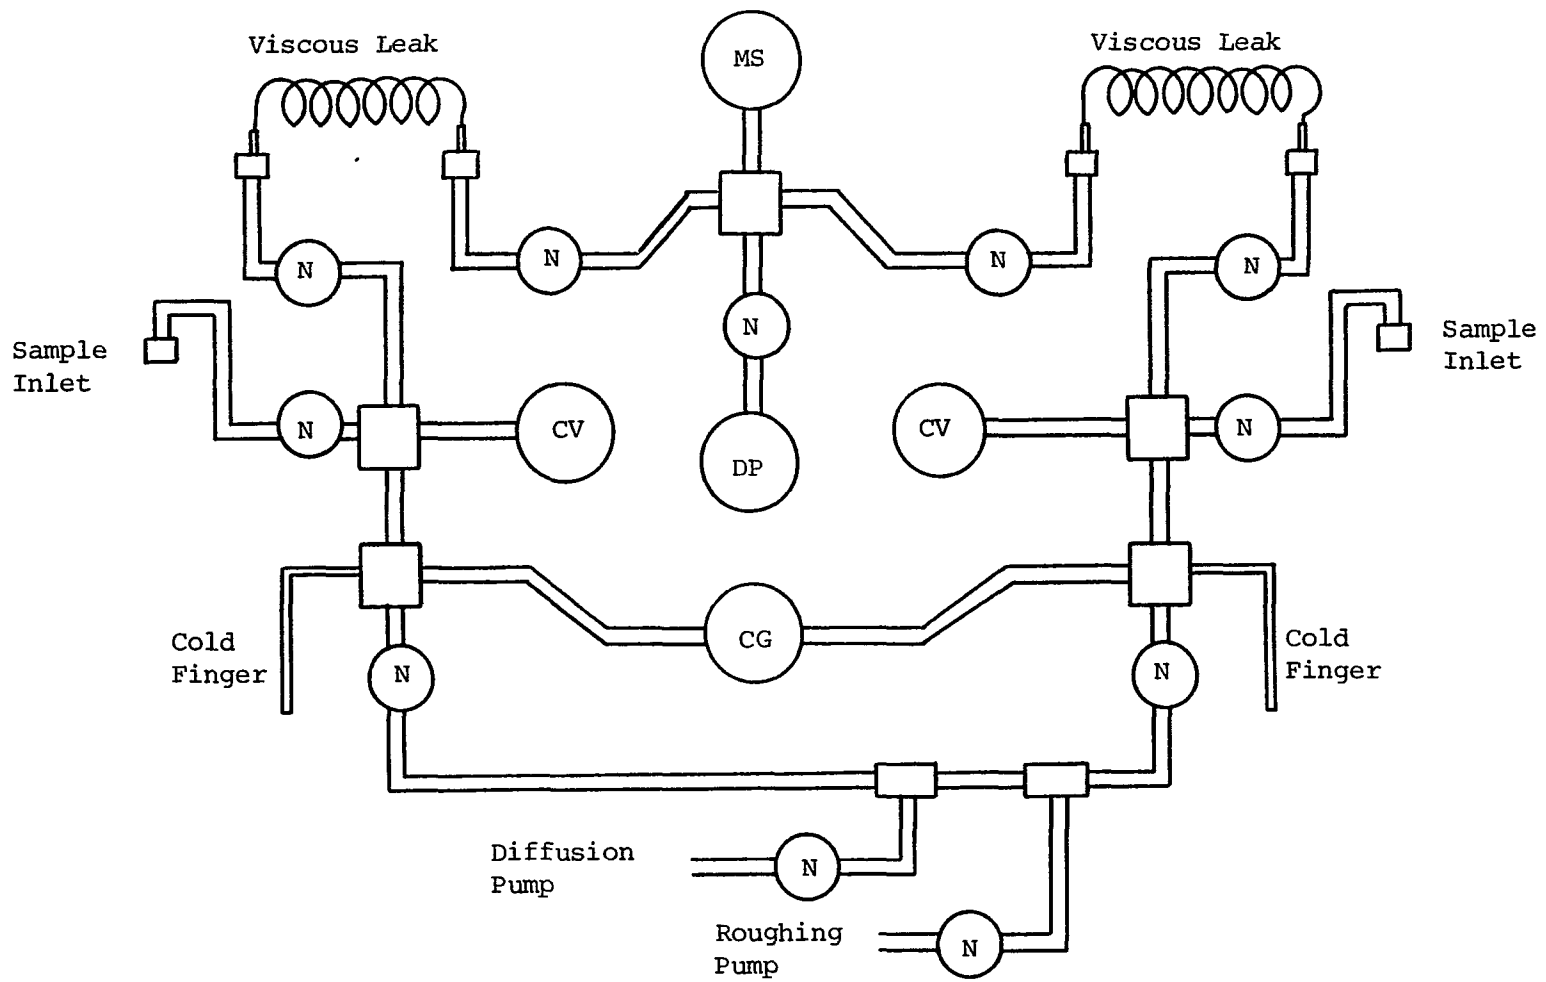 Viscous Leak
MS
Viscous Leak
N
N
N
N
N
Sample
Inlet
Sample
Inlet
N
CV
DP
CV
N
Cold
Finger
CG
Cold
Finger
N
N
Diffusion
Pump
N
Roughing
Pump
N